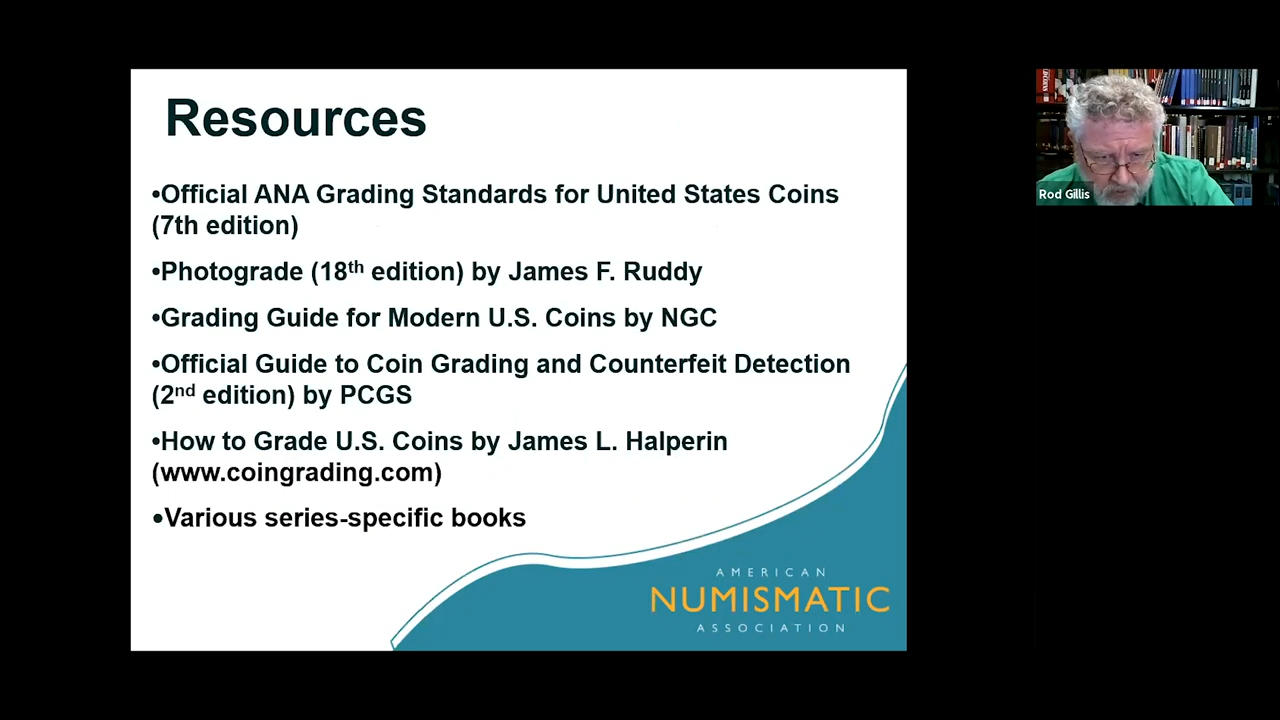 Resources
•Official ANA Grading Standards for United States Coins
(7th edition)
•Photograde (18th edition) by James F. Ruddy
•Grading Guide for Modern U.S. Coins by NGC
•Official Guide to Coin Grading and Counterfeit Detection
(2nd edition) by PCGS
•How to Grade U.S. Coins by James L. Halperin
(www.coingrading.com)
•Various series-specific books
AMERICAN
NUMISMATIC
ASSOCIATION
Rod Gillis